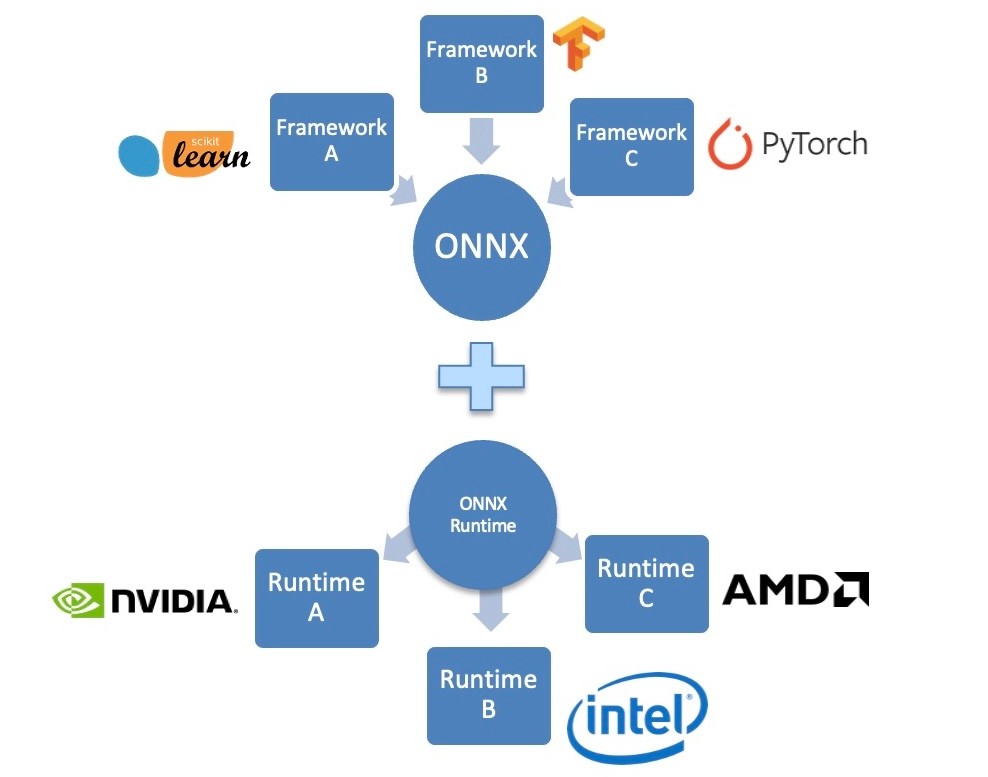 Framework
B
Framework
A
Framework
C
scikit
learn
PyTorch
ONNX
ONNX
Runtime
Runtime
A
Runtime
C
NVIDIA.
AMD
Runtime
B
intel®